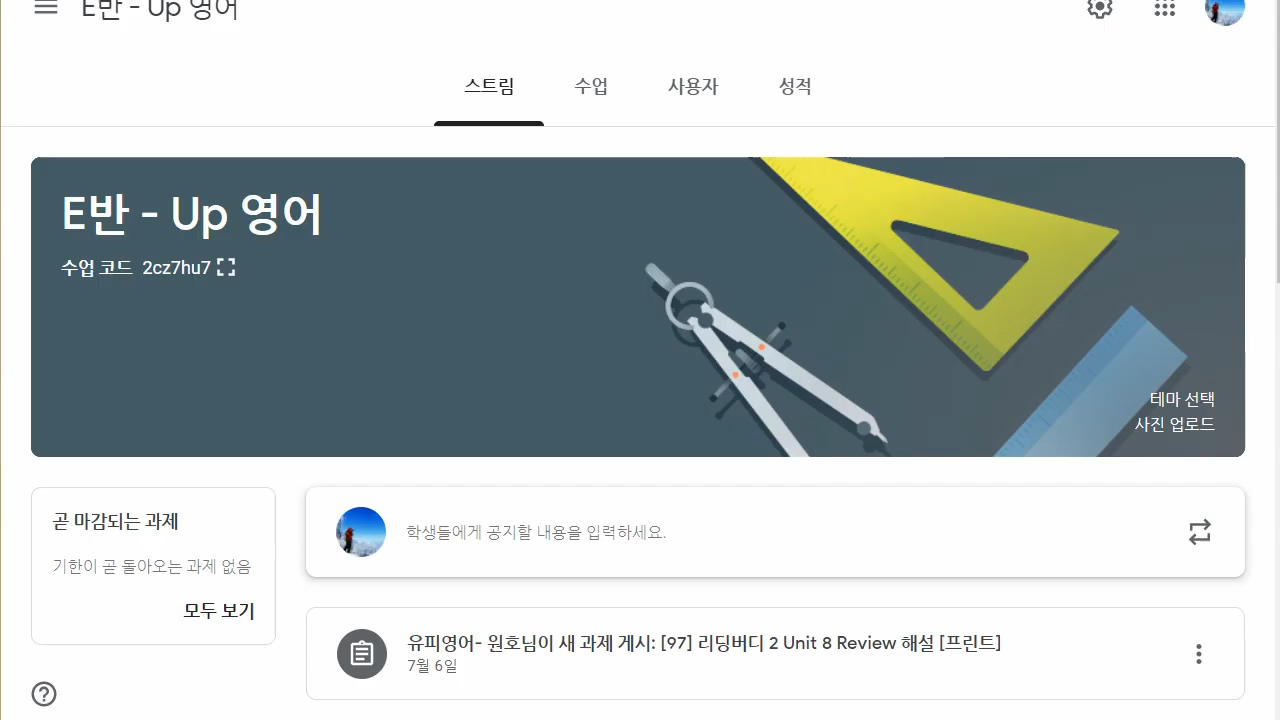 E반 - Up 영어
스트림 수업 사용자 성적
E반 - Up 영어
수업 코드 2cz7hu7
테마 선택
사진 업로드
곧 마감되는 과제
기한이 곧 돌아오는 과제 없음
모두 보기
학생들에게 공지할 내용을 입력하세요.
유피영어- 원호님이 새 과제 게시: [97] 리딩버디 2 Unit 8 Review 해설 [프린트]
7월 6일